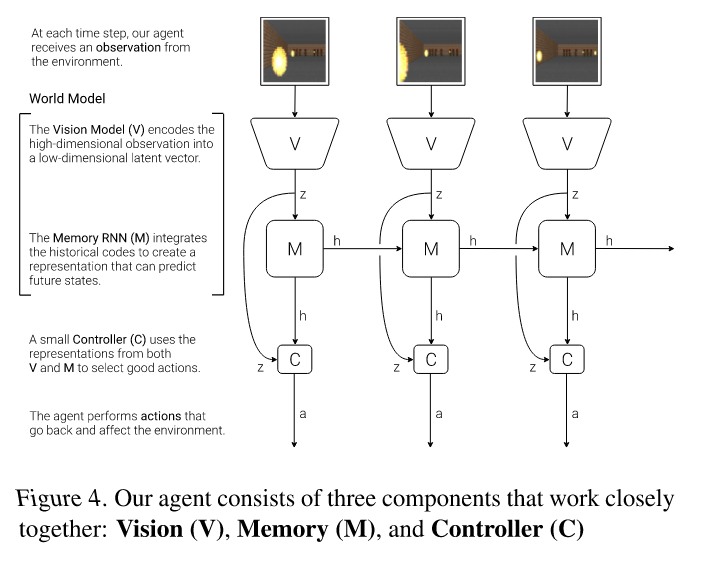 At each time step, our agent
receives an observation from
the environment.
World Model
The Vision Model (V) encodes the
high-dimensional observation into
a low-dimensional latent vector.
V
V
V
z
z
z
The Memory RNN (M) integrates
the historical codes to create a
representation that can predict
future states.
M
h
M
h
M
h
h
h
h
A small Controller (C) uses the
representations from both
V and M to select good actions.
z
C
z
C
z
C
The agent performs actions that
go back and affect the environment.
a
a
a
Figure 4. Our agent consists of three components that work closely
together: Vision (V), Memory (M), and Controller (C)